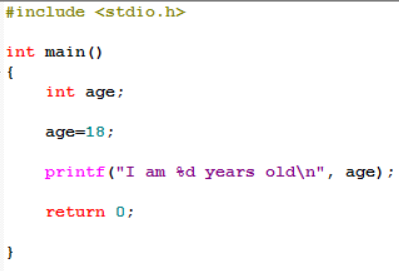 #include <stdio.h>
int main()
{
int age;
age=18;
printf("I am %d years old\n", age);
return 0;
}